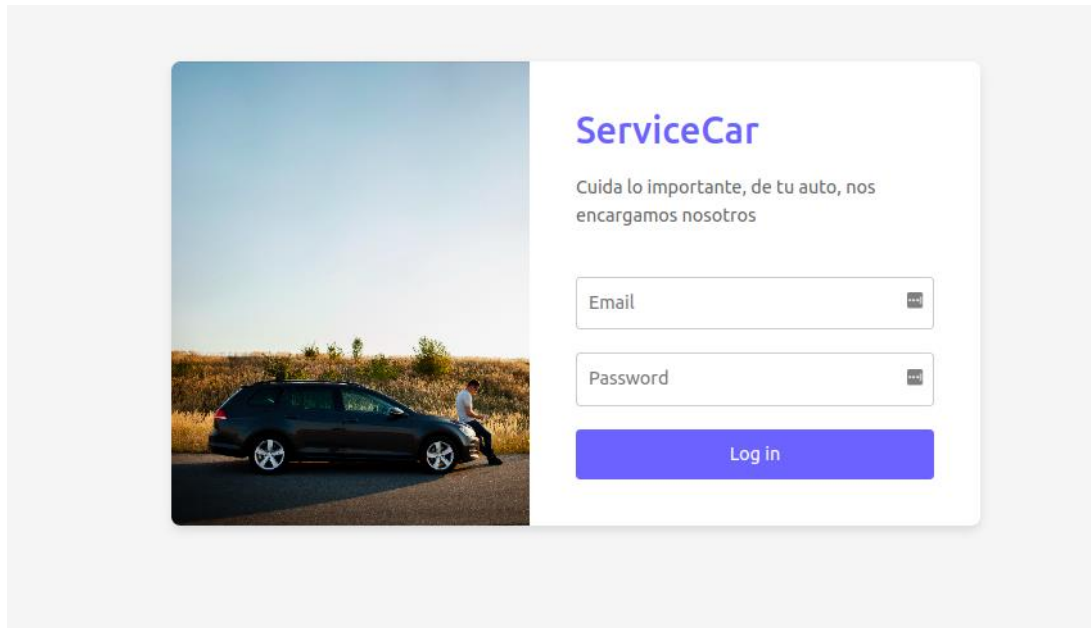 ServiceCar
Cuida lo importante, de tu auto, nos
encargamos nosotros
Email
Password
Log in